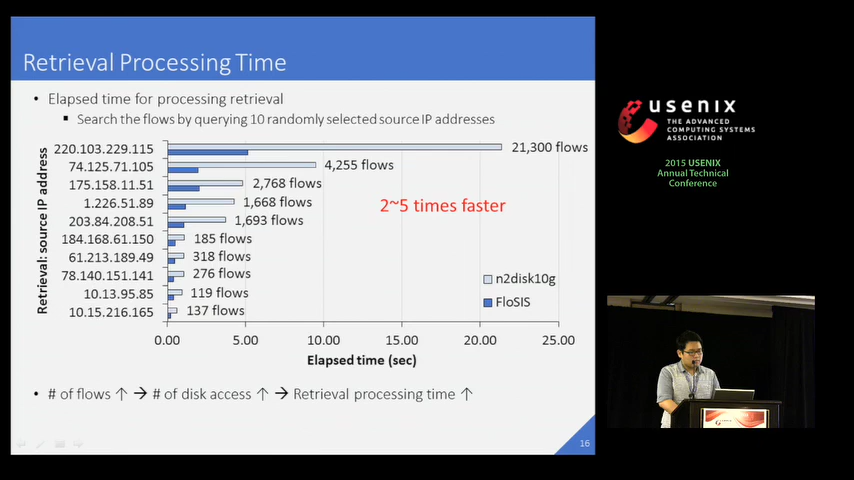 Retrieval Processing Time
• Elapsed time for processing retrieval
▪ Search the flows by querying 10 randomly selected source IP addresses
Retrieval: source IP address
220.103.229.115 21,300 flows
74.125.71.105 4,255 flows
175.158.11.51 2,768 flows
1.226.51.89 1,668 flows
203.84.208.51 1,693 flows
184.168.61.150 185 flows
61.213.189.49 318 flows
78.140.151.141 276 flows
10.13.95.85 119 flows
10.15.216.165 137 flows
2~5 times faster
n2disk10g
FloSIS
0.00 5.00 10.00 15.00 20.00 25.00
Elapsed time (sec)
• # of flows ↑ → # of disk access ↑ → Retrieval processing time ↑
16
usenix
THE ADVANCED
COMPUTING SYSTEMS
ASSOCIATION
2015 USENIX
Annual Technical
Conference